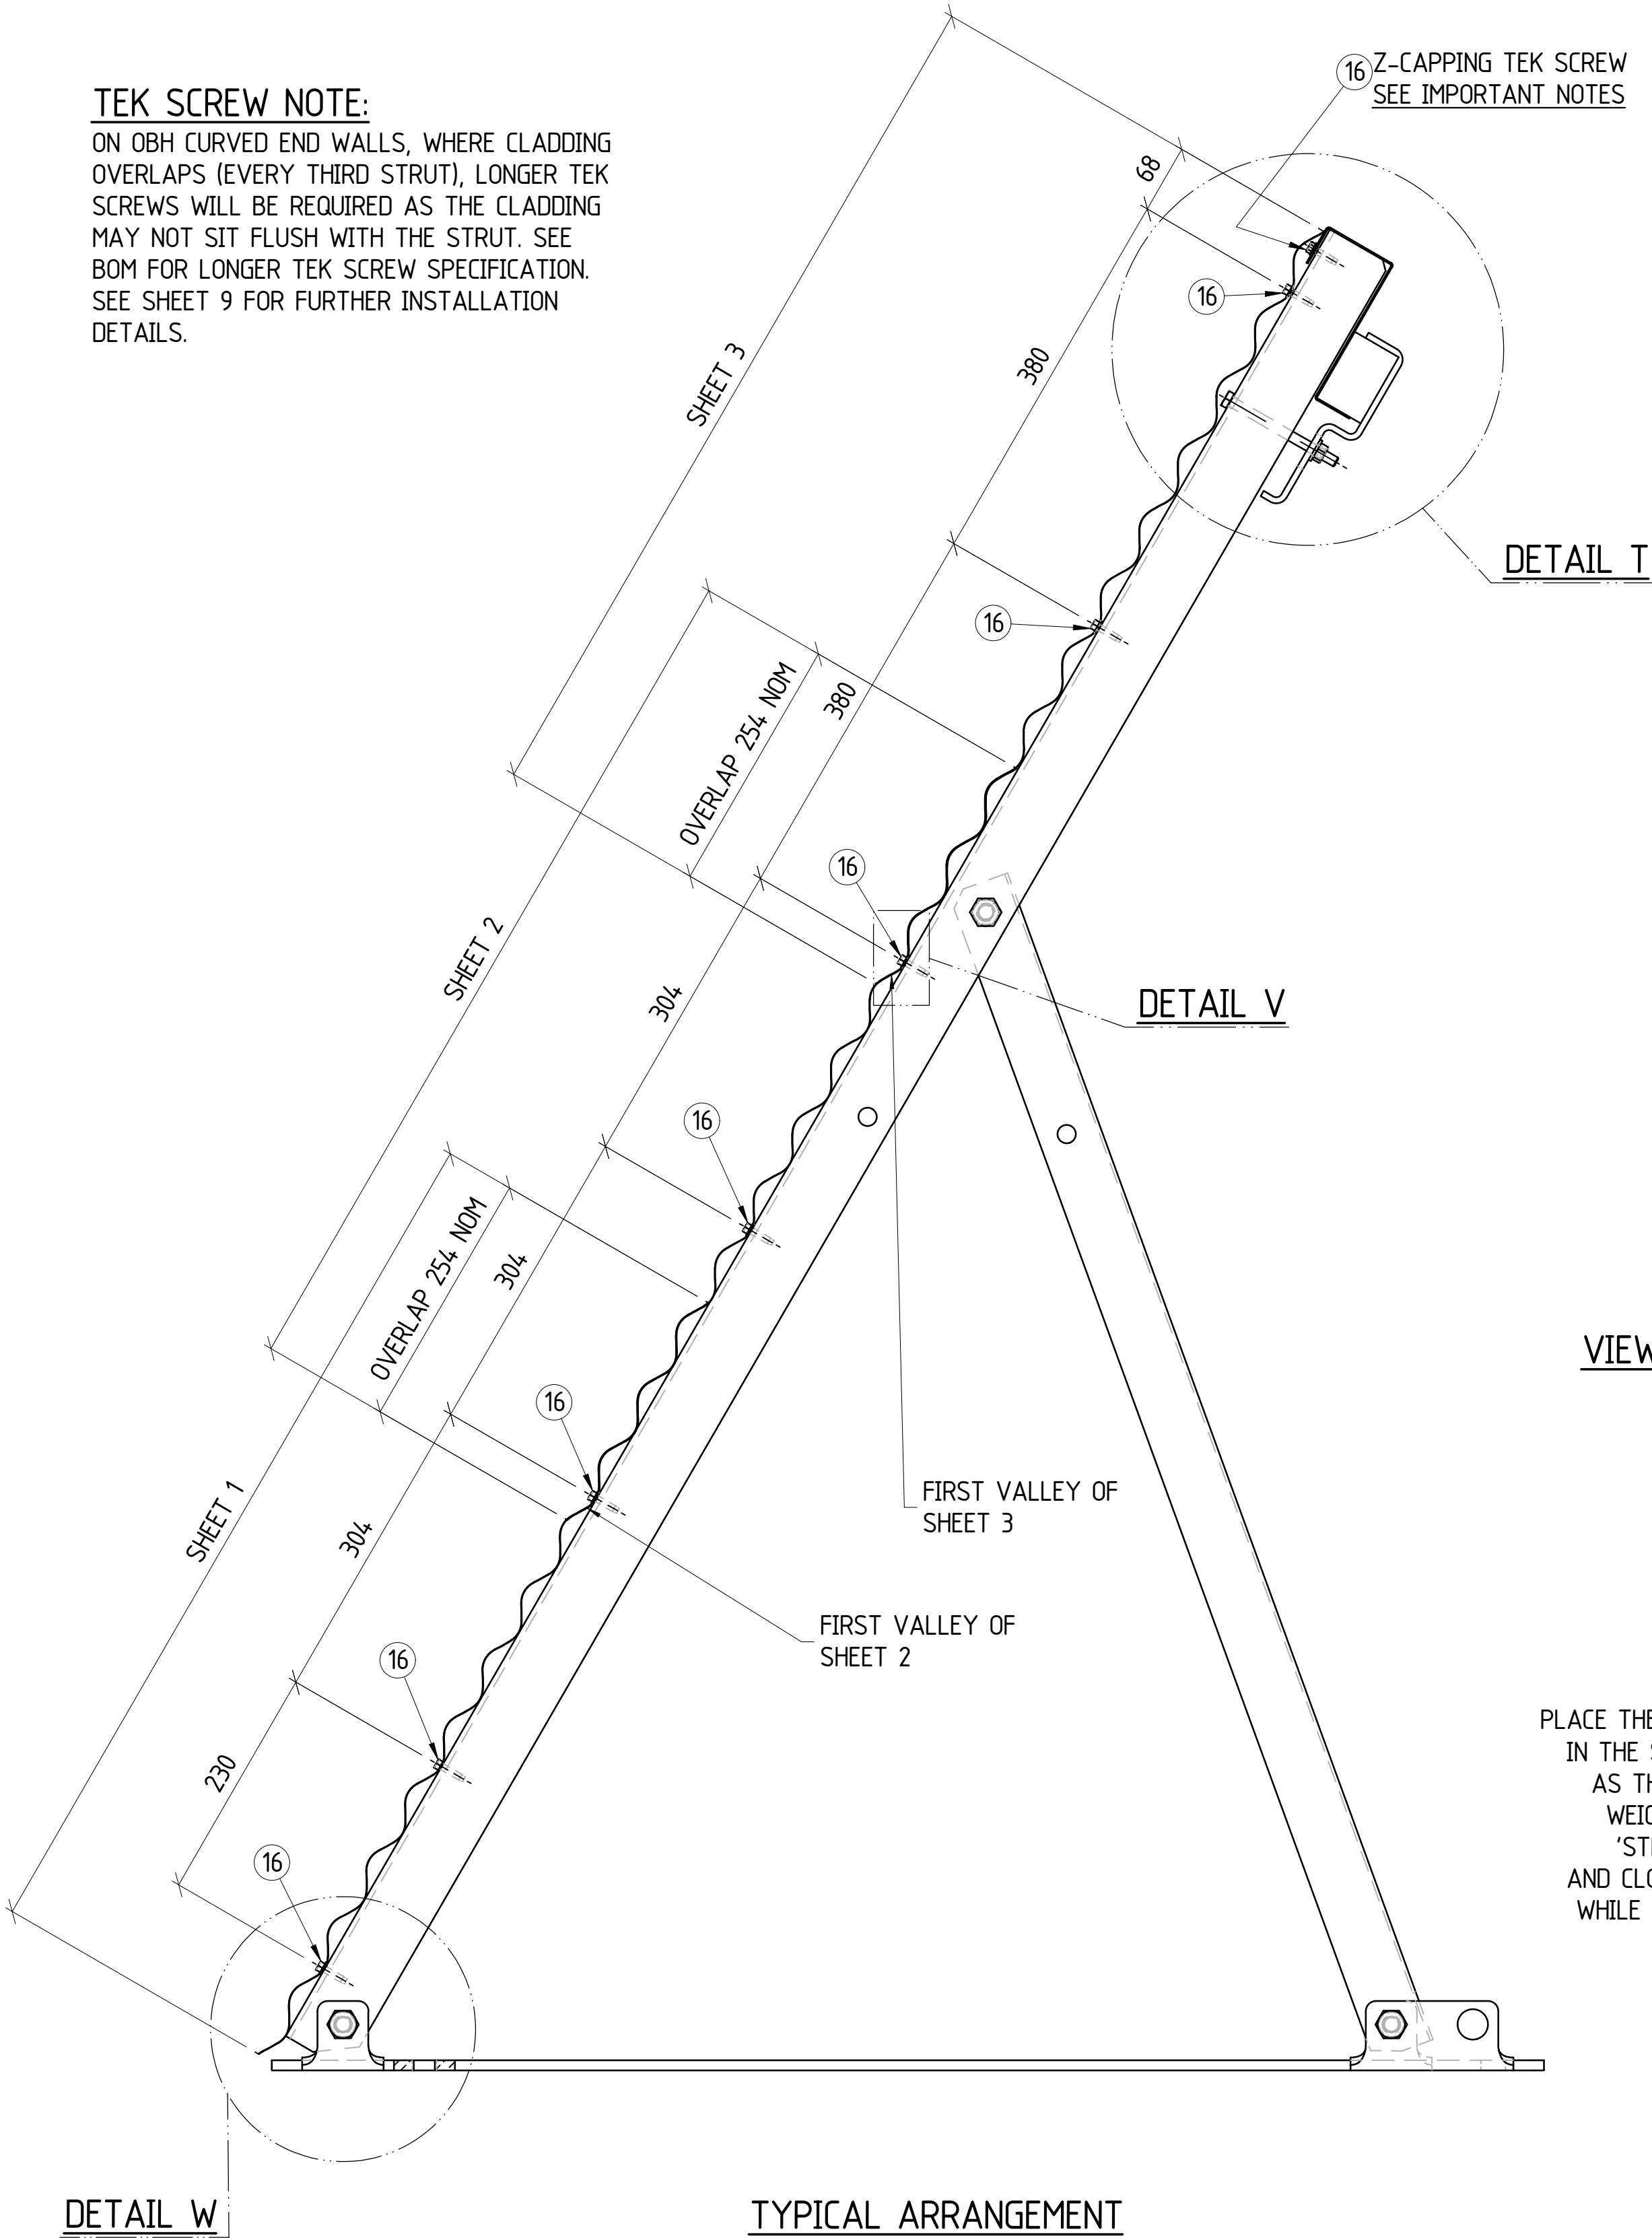 TEK SCREW NOTE:
ON OBH CURVED END WALLS, WHERE CLADDING
OVERLAPS (EVERY THIRD STRUT), LONGER TEK
SCREWS WILL BE REQUIRED AS THE CLADDING
MAY NOT SIT FLUSH WITH THE STRUT. SEE
BOM FOR LONGER TEK SCREW SPECIFICATION.
SEE SHEET 9 FOR FURTHER INSTALLATION
DETAILS.
16
Z-CAPPING TEK SCREW
SEE IMPORTANT NOTES
68
16
380
SHEET 3
DETAIL T
16
380
OVERLAP 254 NOM
16
SHEET 2
304
DETAIL V
16
304
OVERLAP 254 NOM
VIEW
16
FIRST VALLEY OF
SHEET 3
SHEET 1
304
FIRST VALLEY OF
SHEET 2
16
230
PLACE THE
IN THE
AS
AND
WHILE
16
DETAIL W
TYPICAL ARRANGEMENT